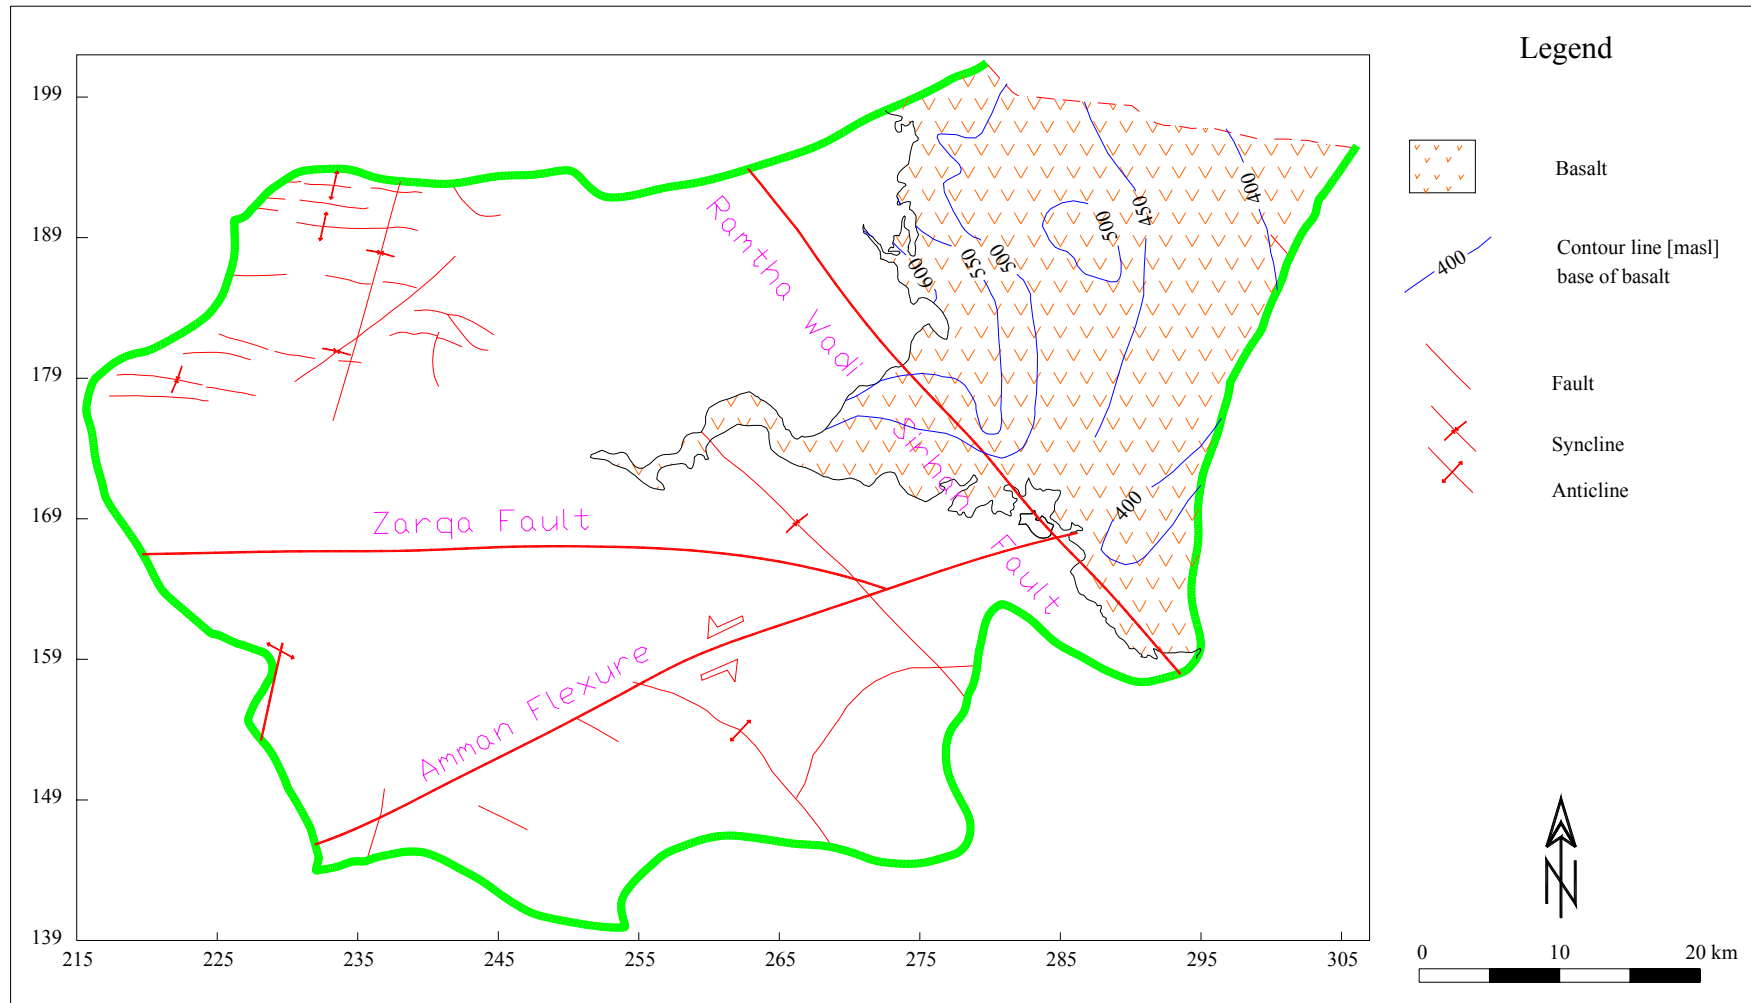 Legend
199
189
179
169
159
149
139
215
225
235
245
255
265
275
285
295
305
Ramtha Wadi
Sirhan
Fault
Zarqa Fault
Amman Flexure
600
550
500
500
450
400
400
Basalt
400
Contour line [masl]
base of basalt
Fault
Syncline
Anticline
N
0
10
20 km